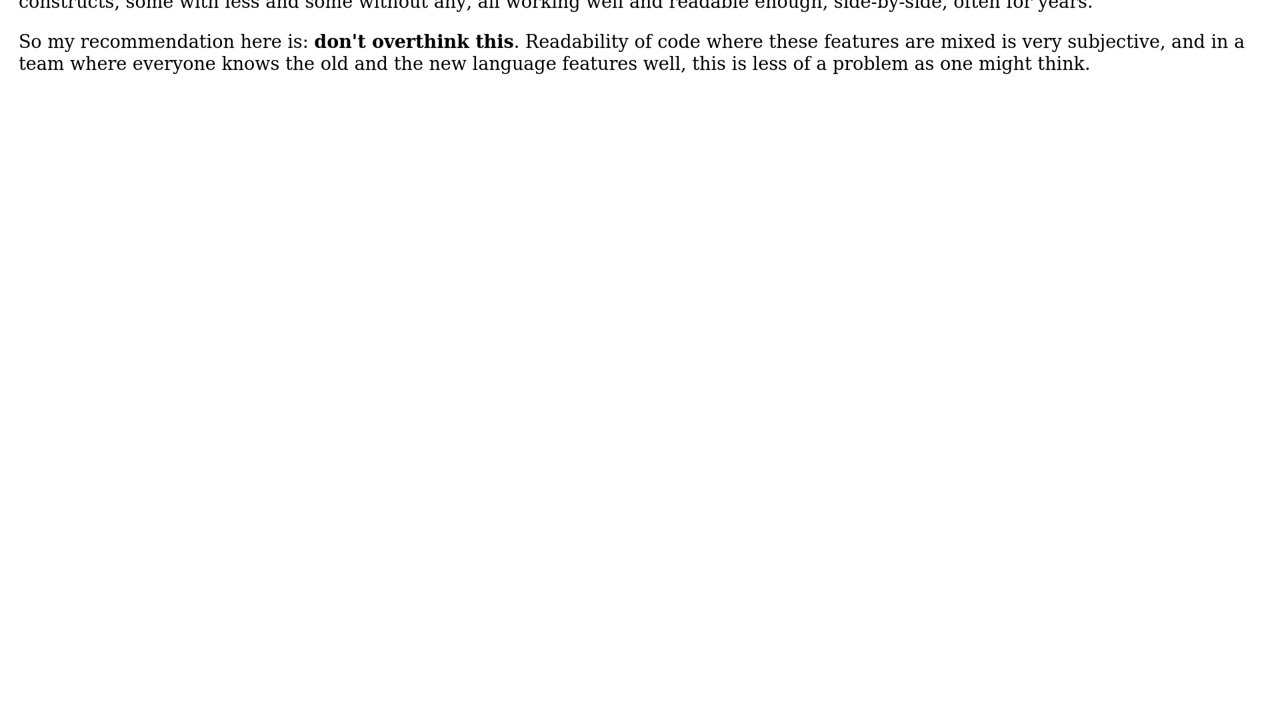 constructs, some with less and some without any, all working well and readable enough, side-by-side, often for years.
So my recommendation here is: don't overthink this. Readability of code where these features are mixed is very subjective, and in a
team where everyone knows the old and the new language features well, this is less of a problem as one might think.